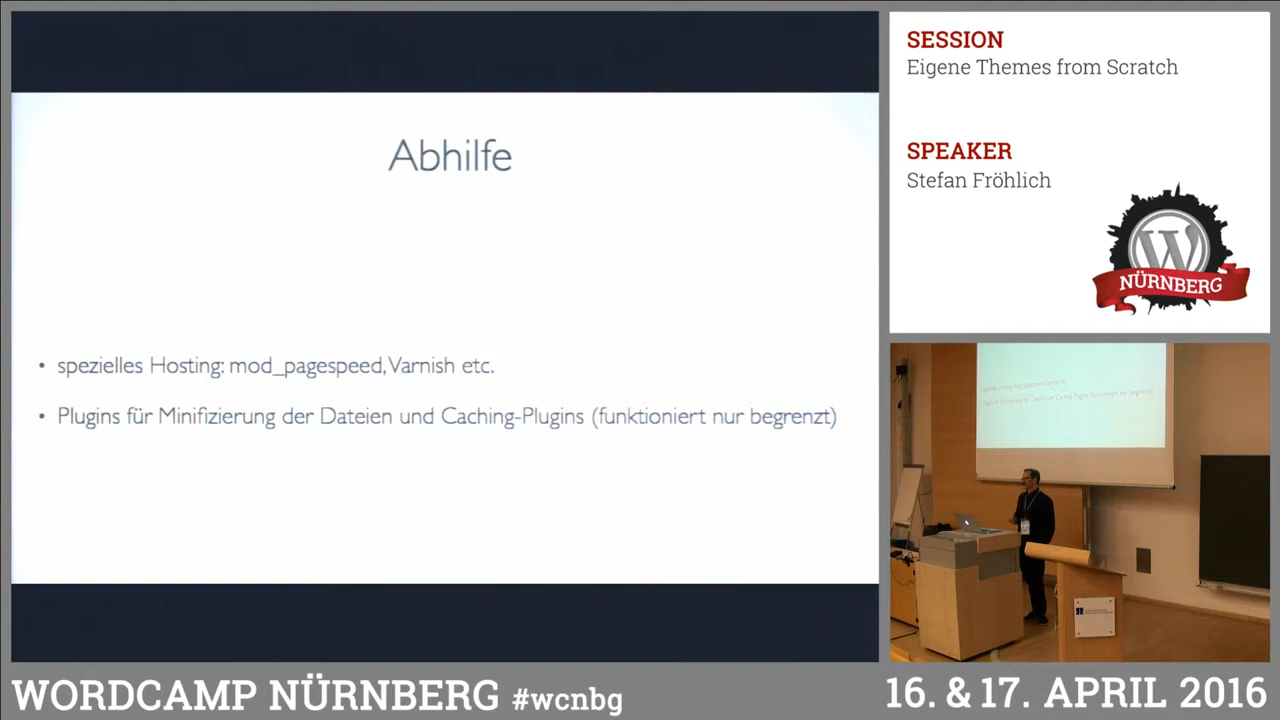 Abhilfe
• spezielles Hosting: mod_pagespeed, Varnish etc.
• Plugins für Minifizierung der Dateien und Caching-Plugins (funktioniert nur begrenzt)
SESSION
Eigene Themes from Scratch
SPEAKER
Stefan Fröhlich
W
NÜRNBERG
WORDCAMP NÜRNBERG #wcnbg
16. & 17. APRIL 2016